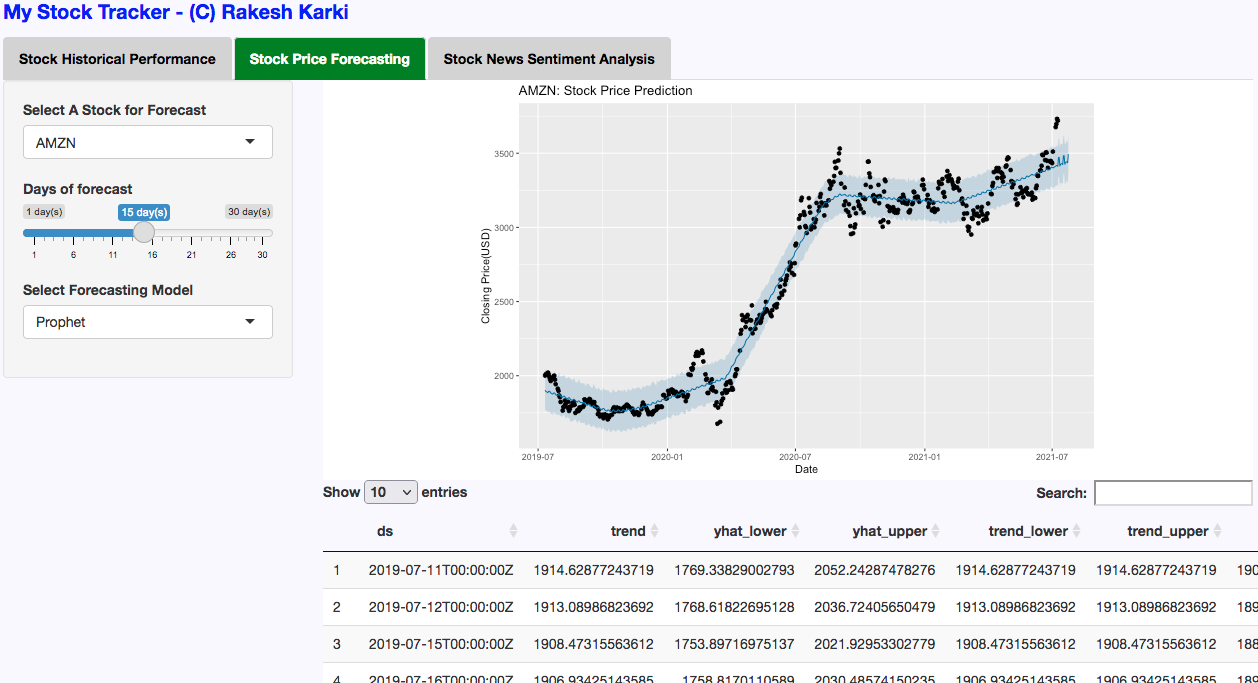 My Stock Tracker - (C) Rakesh Karki
Stock Historical Performance Stock Price Forecasting Stock News Sentiment Analysis
Select A Stock for Forecast
AMZN
Days of forecast
1 day(s) 15 day(s) 30 day(s)
1 6 11 16 21 26 30
Select Forecasting Model
Prophet
AMZN: Stock Price Prediction
Closing Price(USD)
3500
3000
2500
2000
2019-07 2020-01 2020-07 2021-01 2021-07
Date
Show 10 entries
Search:
ds trend yhat_lower yhat_upper trend_lower trend_upper
1 2019-07-11T00:00:00Z 1914.62877243719 1769.33829002793 2052.24287478276 1914.62877243719 1914.62877243719 190
2 2019-07-12T00:00:00Z 1913.08986823692 1768.61822695128 2036.72405650479 1913.08986823692 1913.08986823692 189
3 2019-07-15T00:00:00Z 1908.47315563612 1753.89716975137 2021.92953302779 1908.47315563612 1908.47315563612 188
4 2019-07-16T00:00:00Z 1906.93425143585 1758.8170110589 2030.48574150235 1906.93425143585 1906.93425143585 189